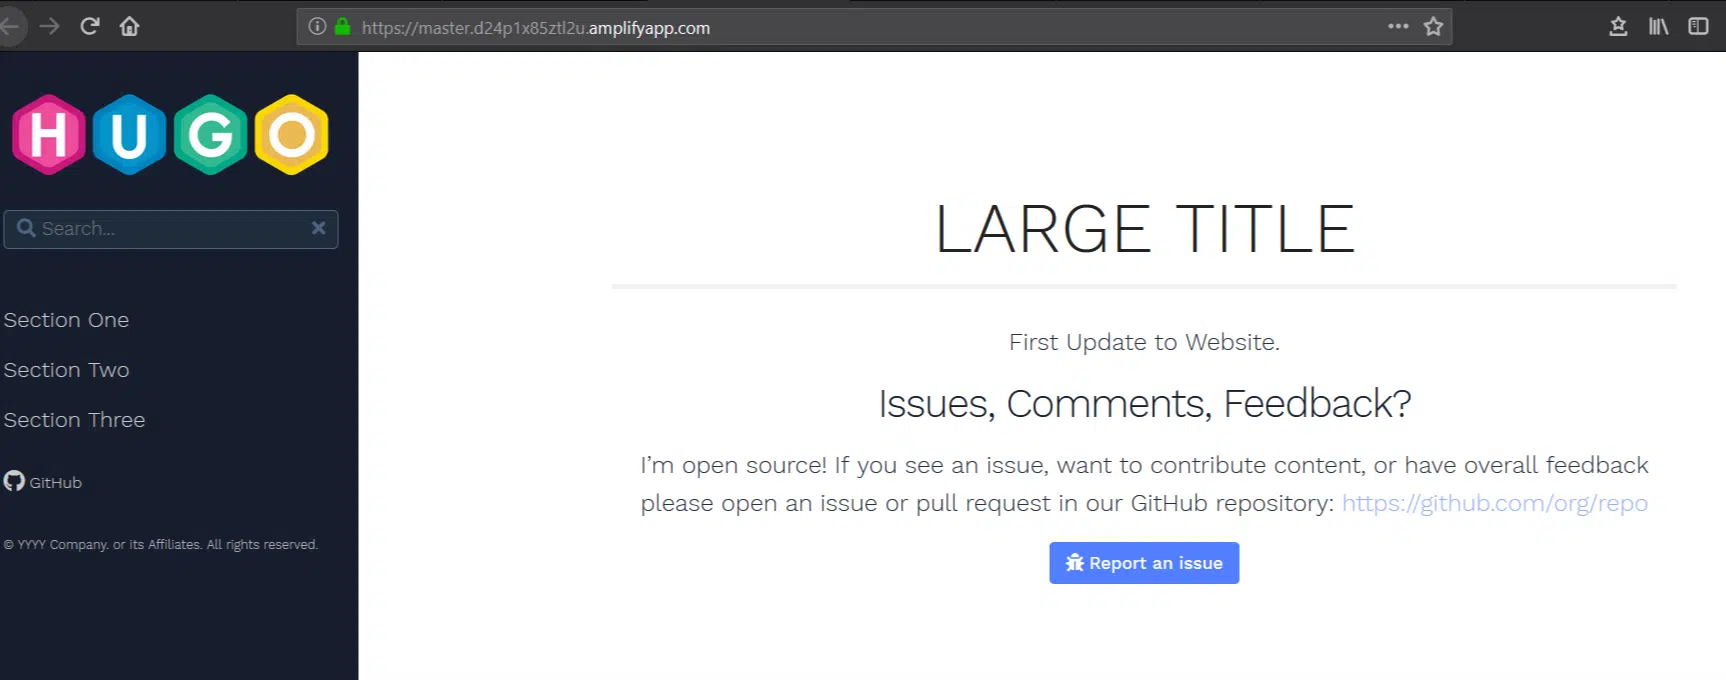 https://master.d24p1x85ztl2u.amplifyapp.com
HUGO
Search...
Section One
Section Two
Section Three
GitHub
© YYYY Company. or its Affiliates. All rights reserved.
LARGE TITLE
First Update to Website.
Issues, Comments, Feedback?
I’m open source! If you see an issue, want to contribute content, or have overall feedback
please open an issue or pull request in our GitHub repository: https://github.com/org/repo
Report an issue